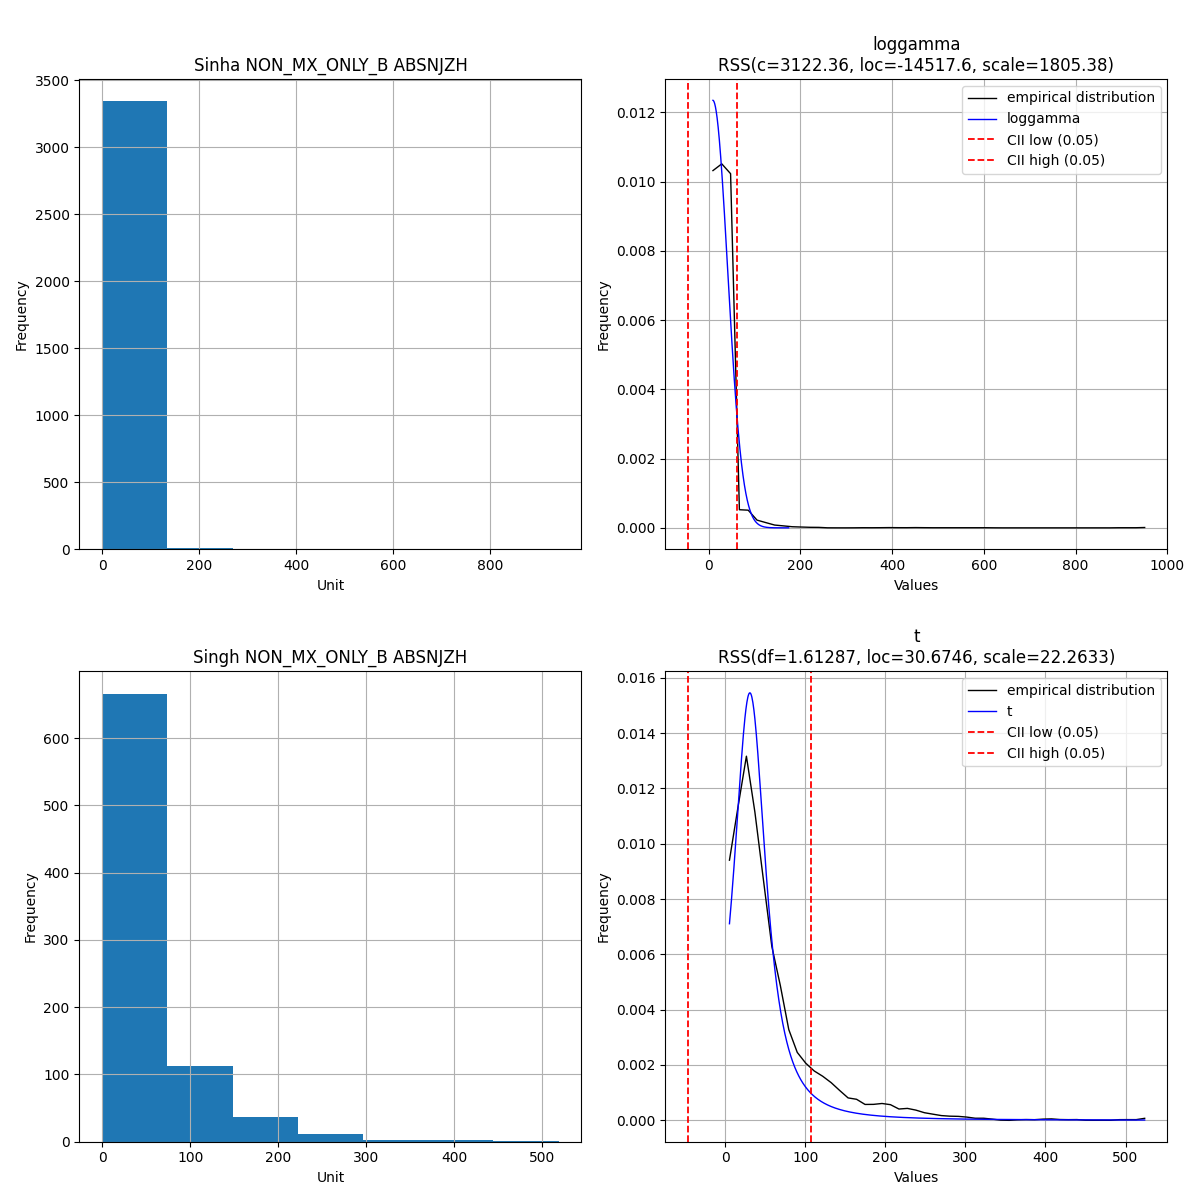 Sinha NON_MX_ONLY_B ABSNJZH
3500
3000
2500
2000
1500
1000
500
0
Frequency
0 200 400 600 800
Unit
loggamma
RSS(c=3122.36, loc=-14517.6, scale=1805.38)
empirical distribution
loggamma
CII low (0.05)
CII high (0.05)
0.012
0.010
0.008
0.006
0.004
0.002
0.000
Frequency
0 200 400 600 800 1000
Values
Singh NON_MX_ONLY_B ABSNJZH
600
500
400
300
200
100
0
Frequency
0 100 200 300 400 500
Unit
t
RSS(df=1.61287, loc=30.6746, scale=22.2633)
empirical distribution
t
CII low (0.05)
CII high (0.05)
0.016
0.014
0.012
0.010
0.008
0.006
0.004
0.002
0.000
Frequency
0 100 200 300 400 500
Values